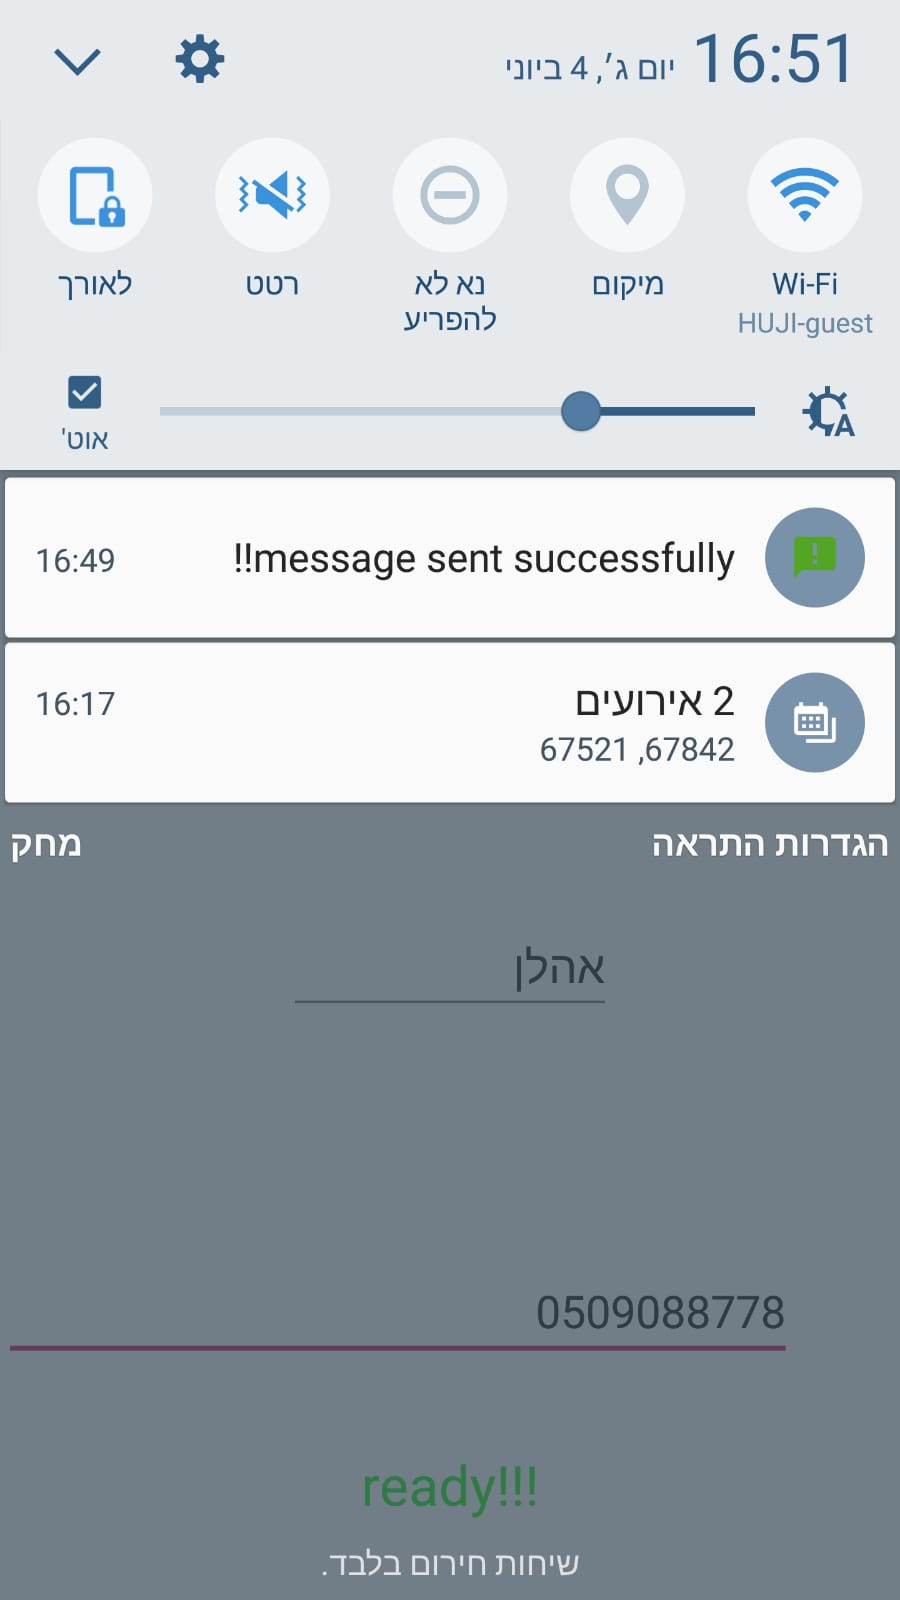 16:51 יום ג׳, 4 ביוני
Wi-Fi
HUJI-guest
מיקום
נא לא
להפריע
רטט
לאורך
A
אוט'
!!message sent successfully
16:49
2 אירועים
16:17
67842, 67521
הגדרות התראה
מחק
אהלן
0509088778
ready!!!
שיחות חירום בלבד.